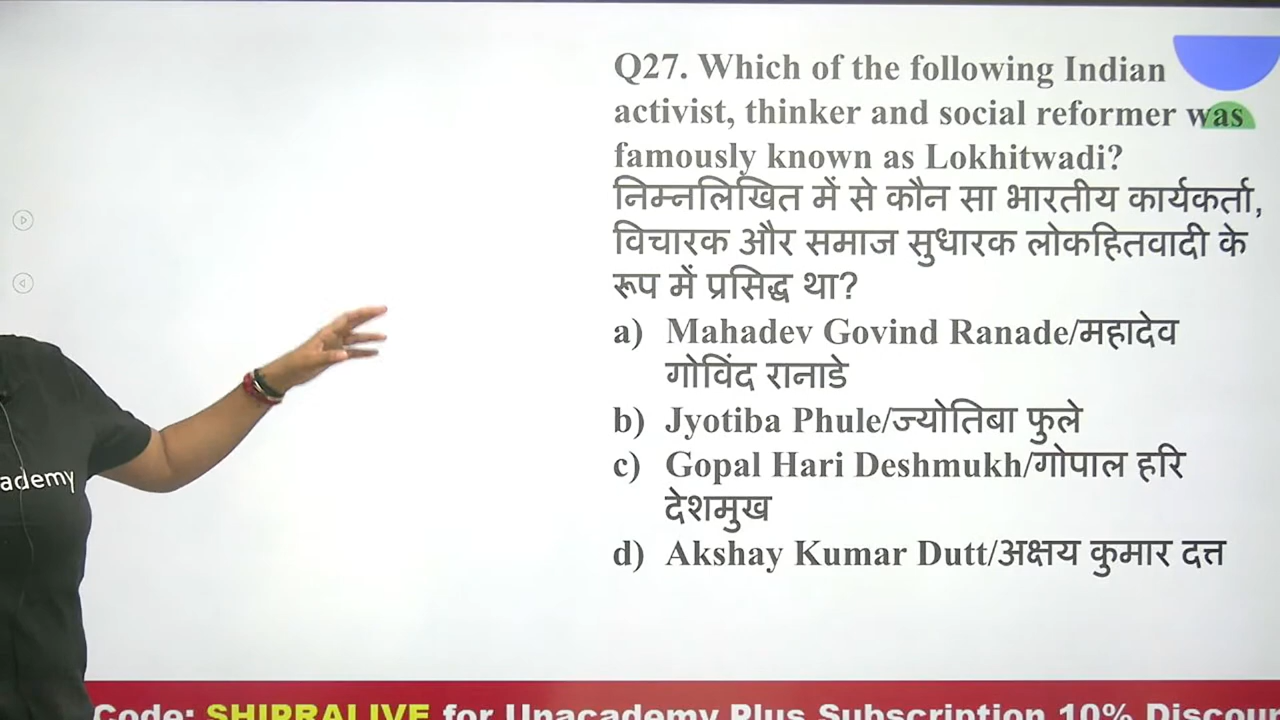 Q27. Which of the following Indian
activist, thinker and social reformer was
famously known as Lokhitwadi?
निम्नलिखित में से कौन सा भारतीय कार्यकर्ता,
विचारक और समाज सुधारक लोकहितवादी के
रूप में प्रसिद्ध था?
a) Mahadev Govind Ranade/महादेव
गोविंद रानाडे
b) Jyotiba Phule/ज्योतिबा फुले
c) Gopal Hari Deshmukh/गोपाल हरि
देशमुख
d) Akshay Kumar Dutt/अक्षय कुमार दत्त
ademy
Code: SHIPRALIVE for Unacademy Plus Subscription 10% Discou